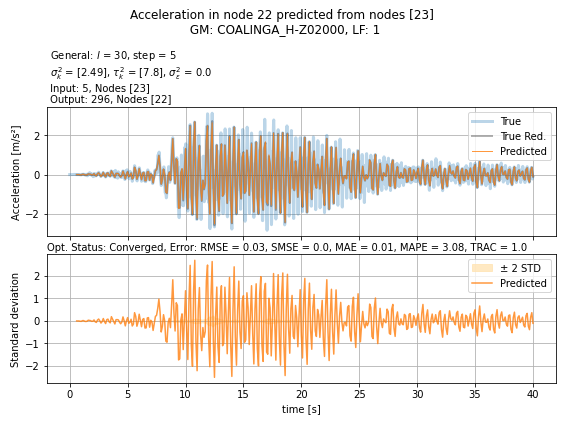 Acceleration in node 22 predicted from nodes [23]
GM: COALINGA_H-Z02000, LF: 1
General: l = 30, step = 5
σ²ₖ = [2.49], τ²ₖ = [7.8], σ²ε = 0.0
Input: 5, Nodes [23]
Output: 296, Nodes [22]
Acceleration [m/s²]
2
0
−2
True
True Red.
Predicted
Opt. Status: Converged, Error: RMSE = 0.03, SMSE = 0.0, MAE = 0.01, MAPE = 3.08, TRAC = 1.0
Standard deviation
2
1
0
−1
−2
± 2 STD
Predicted
0 5 10 15 20 25 30 35 40
time [s]